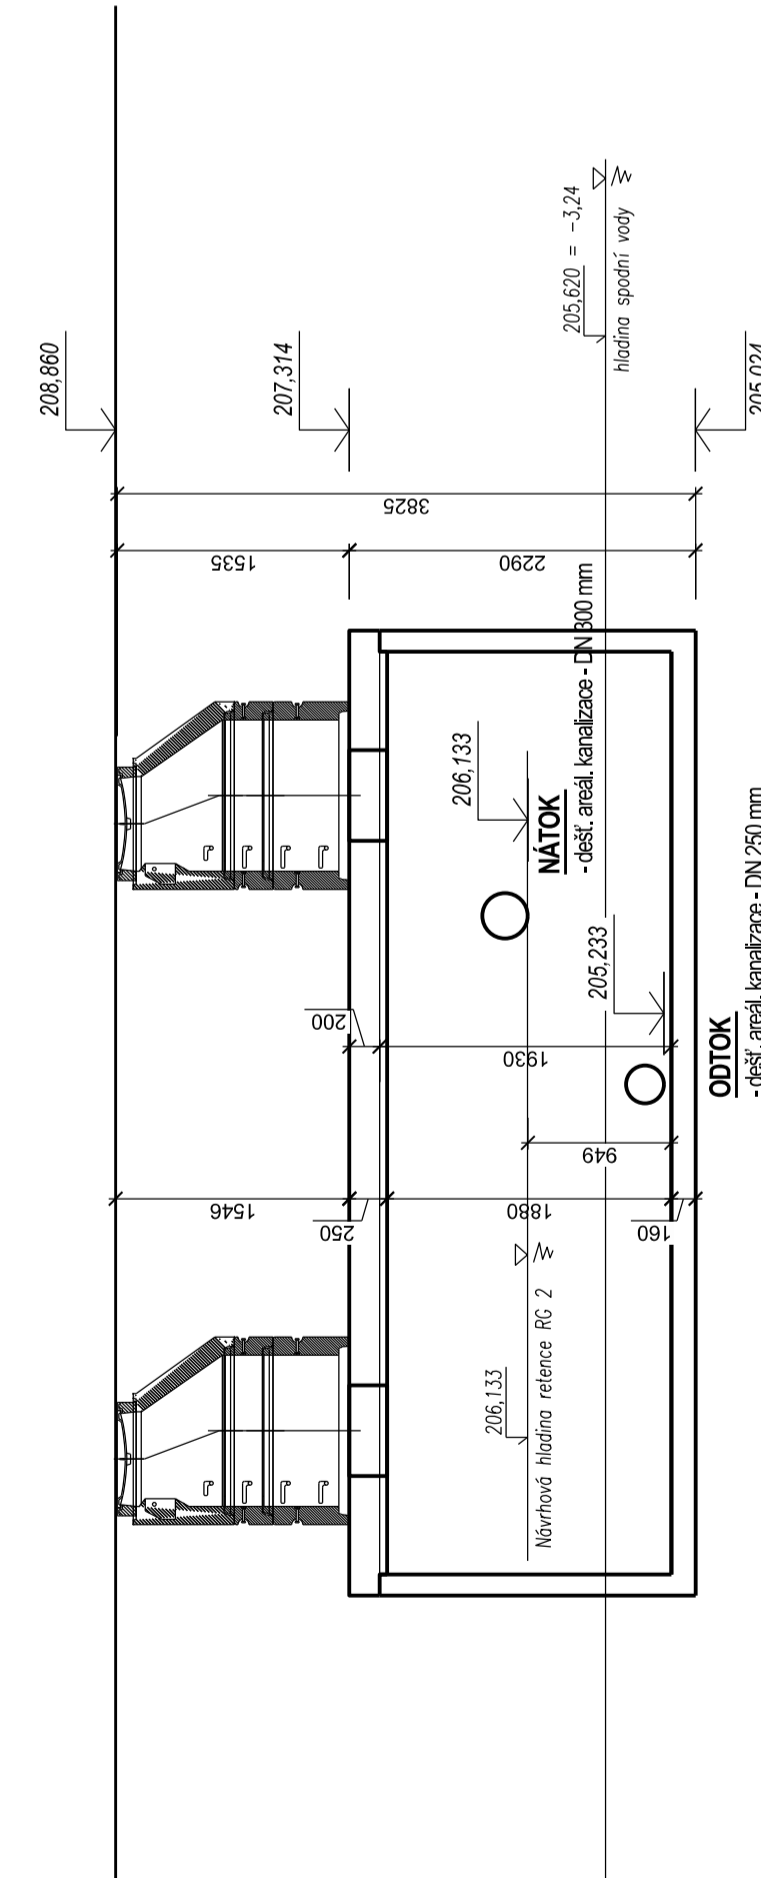 208,860
207,314
205,620 = -3,24
hladina spodní vody
205,024
3825
1535
2290
206,133
NÁTOK
- dešť. areál. kanalizace - DN 300 mm
205,233
ODTOK
- dešť. areál. kanalizace - DN 250 mm
200
1930
949
1546
250
1880
160
206,133
Návrhová hladina retence RG 2